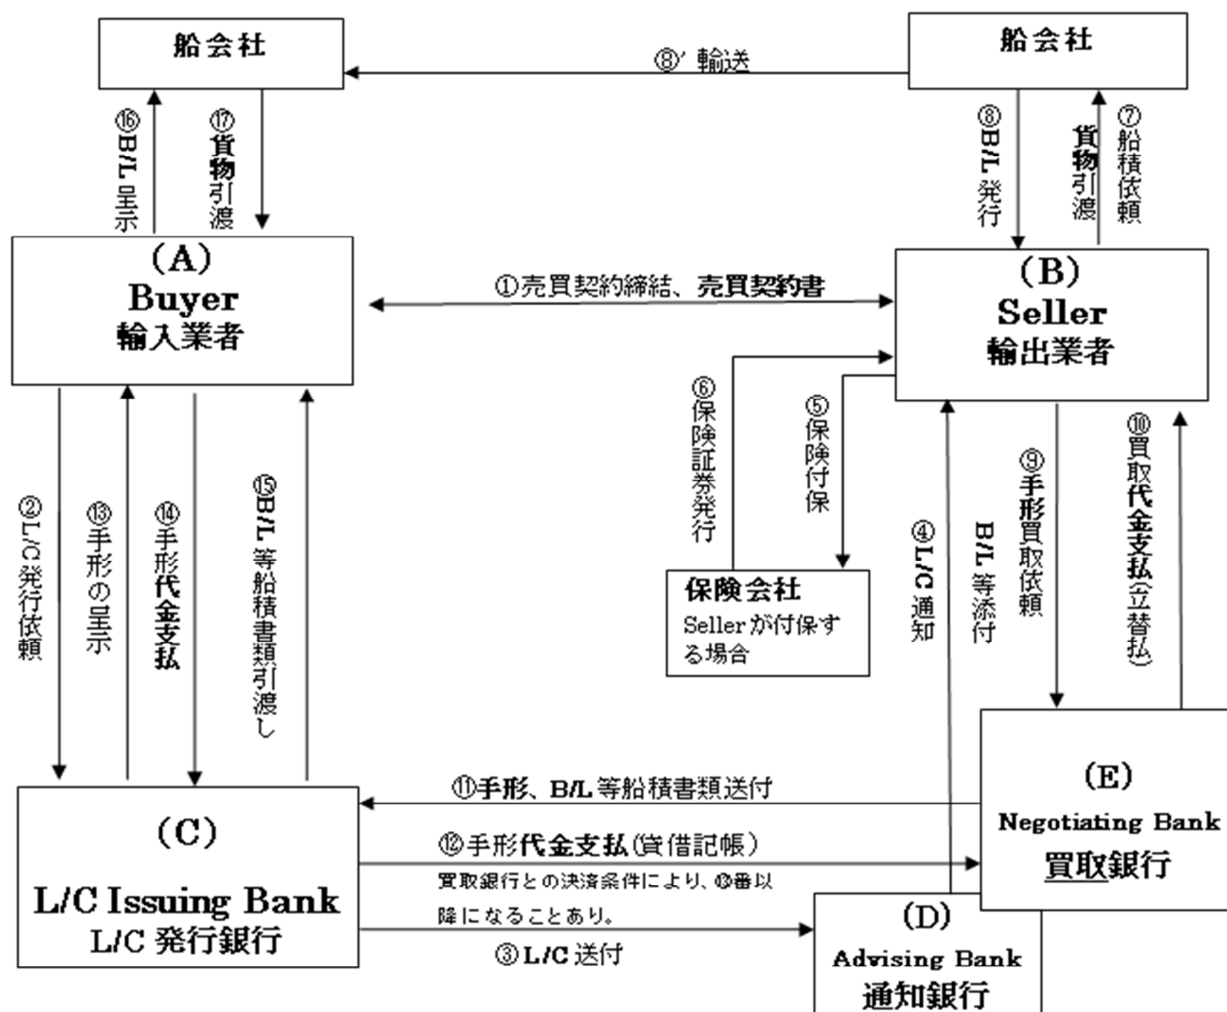 船会社
船会社
⑧’輸送
⑯B/L 呈示
⑰貨物引渡
⑧B/L 発行
貨物引渡
⑦船積依頼
(A)
Buyer
輸入業者
①売買契約締結、売買契約書
(B)
Seller
輸出業者
⑥保険証券発行
⑤保険付保
②L/C 発行依頼
⑬手形の呈示
⑭手形代金支払
⑮B/L 等船積書類引渡し
保険会社
Sellerが付保す
る場合
④L/C 通知
B/L 等添付
⑨手形買取依頼
⑩買取代金支払(立替払)
⑪手形、B/L 等船積書類送付
⑫手形代金支払(貸借記帳)
買取銀行との決済条件により、⑬番以
降になることあり。
③L/C 送付
(C)
L/C Issuing Bank
L/C 発行銀行
(E)
Negotiating Bank
買取銀行
(D)
Advising Bank
通知銀行